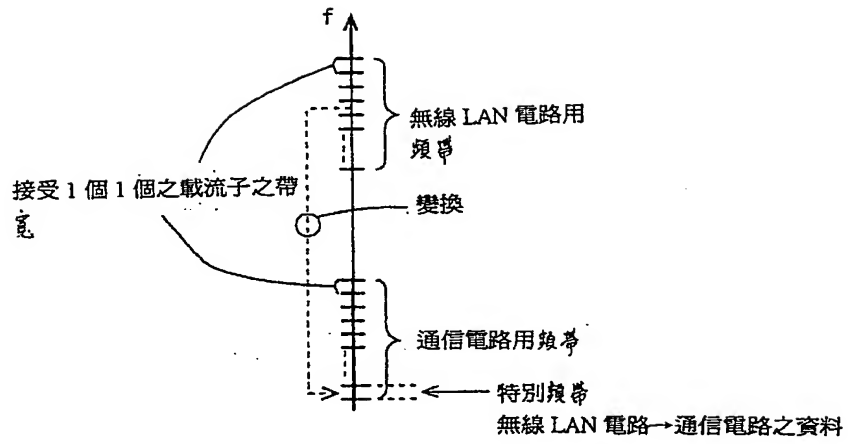 f
無線 LAN 電路用
頻帶
接受 1 個 1 個之載流子之帶
寬
變換
通信電路用頻帶
特別頻帶
無線 LAN 電路→通信電路之資料